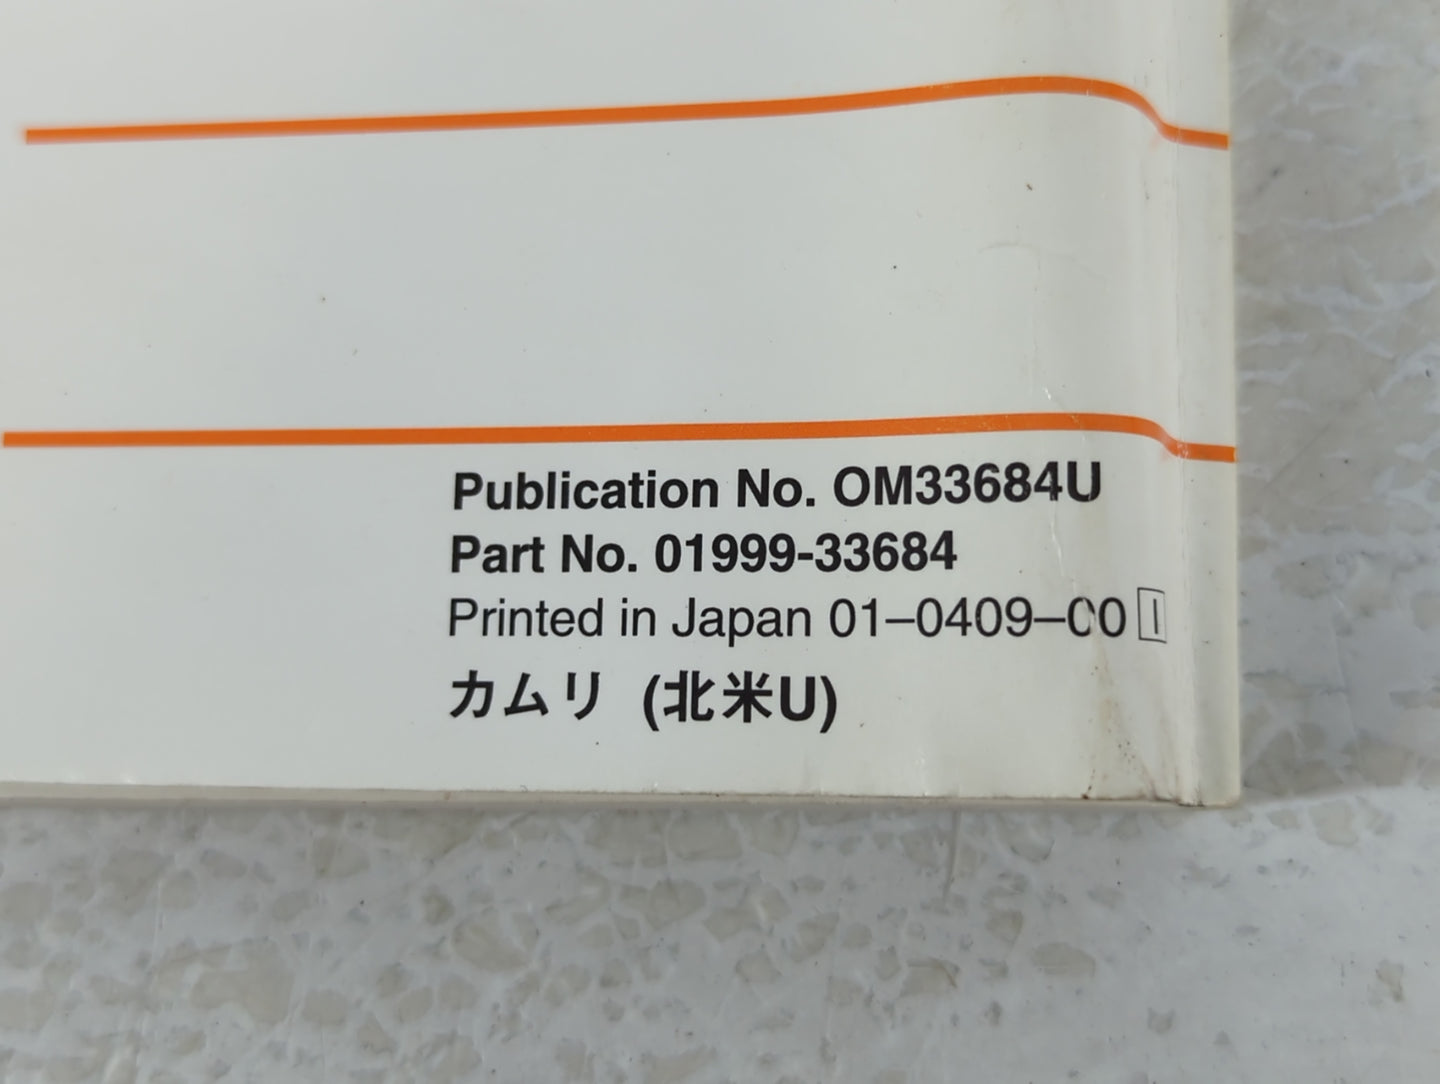 Publication No. OM33684U
Part No. 01999-33684
Printed in Japan 01–0409–00 I
カムリ (北米U)